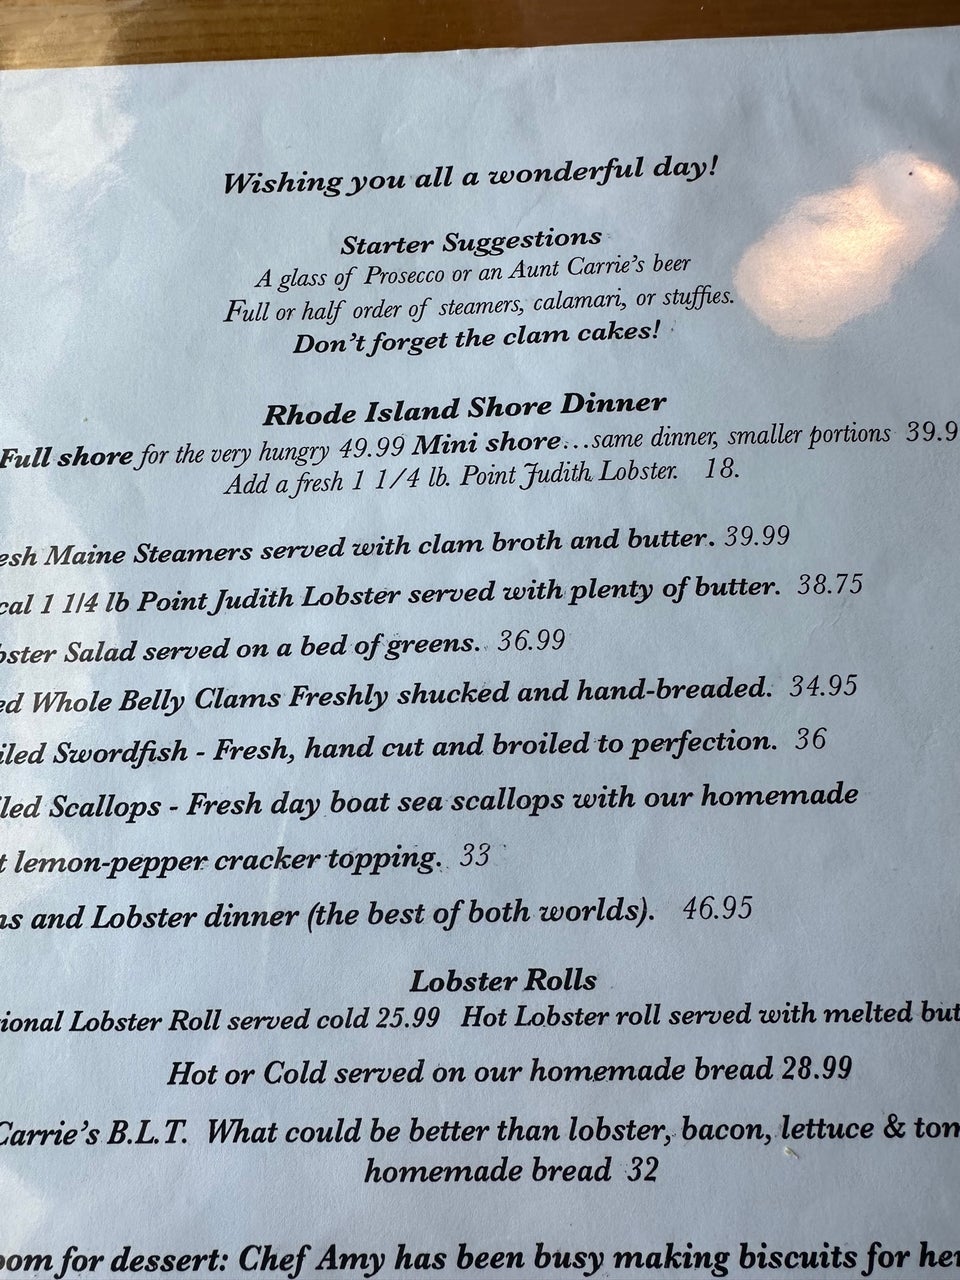 Wishing you all a wonderful day!
Starter Suggestions
A glass of Prosecco or an Aunt Carrie's beer
Full or half order of steamers, calamari, or stuffies.
Don't forget the clam cakes!
Rhode Island Shore Dinner
Full shore for the very hungry 49.99 Mini shore...same dinner, smaller portions 39.9
Add a fresh 1 1/4 lb. Point Judith Lobster. 18.
esh Maine Steamers served with clam broth and butter. 39.99
cal 1 1/4 lb Point Judith Lobster served with plenty of butter. 38.75
bster Salad served on a bed of greens. 36.99
ed Whole Belly Clams Freshly shucked and hand-breaded. 34.95
iled Swordfish - Fresh, hand cut and broiled to perfection. 36
led Scallops - Fresh day boat sea scallops with our homemade
t lemon-pepper cracker topping. 33
ns and Lobster dinner (the best of both worlds). 46.95
Lobster Rolls
ional Lobster Roll served cold 25.99 Hot Lobster roll served with melted but
Hot or Cold served on our homemade bread 28.99
Carrie's B.L.T. What could be better than lobster, bacon, lettuce & tom
homemade bread 32
oom for dessert: Chef Amy has been busy making biscuits for her